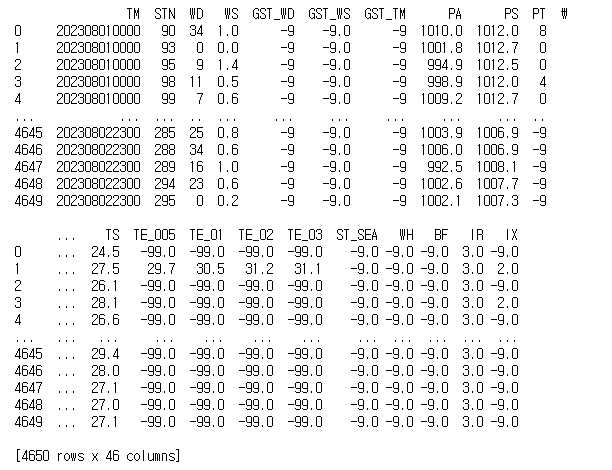 TM STN WD WS GST_WD GST_WS GST_TM PA PS PT ₩
0 202308010000 90 34 1.0 -9 -9.0 -9 1010.0 1012.0 8
1 202308010000 93 0 0.0 -9 -9.0 -9 1001.8 1012.7 0
2 202308010000 95 9 1.4 -9 -9.0 -9 994.9 1012.5 0
3 202308010000 98 11 0.5 -9 -9.0 -9 998.9 1012.0 4
4 202308010000 99 7 0.6 -9 -9.0 -9 1009.2 1012.7 0
... ... ... .. ... ... ... ... ... ... ..
4645 202308022300 285 25 0.8 -9 -9.0 -9 1003.9 1006.9 -9
4646 202308022300 288 34 0.6 -9 -9.0 -9 1006.0 1006.9 -9
4647 202308022300 289 16 1.0 -9 -9.0 -9 992.5 1008.1 -9
4648 202308022300 294 23 0.6 -9 -9.0 -9 1002.6 1007.7 -9
4649 202308022300 295 0 0.2 -9 -9.0 -9 1002.1 1007.3 -9
... TS TE_005 TE_01 TE_02 TE_03 ST_SEA WH BF IR IX
0 ... 24.5 -99.0 -99.0 -99.0 -99.0 -9.0 -9.0 -9.0 3.0 -9.0
1 ... 27.5 29.7 30.5 31.2 31.1 -9.0 -9.0 -9.0 3.0 2.0
2 ... 26.1 -99.0 -99.0 -99.0 -99.0 -9.0 -9.0 -9.0 3.0 -9.0
3 ... 28.1 -99.0 -99.0 -99.0 -99.0 -9.0 -9.0 -9.0 3.0 2.0
4 ... 26.6 -99.0 -99.0 -99.0 -99.0 -9.0 -9.0 -9.0 3.0 -9.0
... ... ... ... ... ... ... ... ... ... ... ...
4645 ... 29.4 -99.0 -99.0 -99.0 -99.0 -9.0 -9.0 -9.0 3.0 -9.0
4646 ... 28.0 -99.0 -99.0 -99.0 -99.0 -9.0 -9.0 -9.0 3.0 -9.0
4647 ... 27.1 -99.0 -99.0 -99.0 -99.0 -9.0 -9.0 -9.0 3.0 -9.0
4648 ... 27.0 -99.0 -99.0 -99.0 -99.0 -9.0 -9.0 -9.0 3.0 -9.0
4649 ... 27.1 -99.0 -99.0 -99.0 -99.0 -9.0 -9.0 -9.0 3.0 -9.0
[4650 rows x 46 columns]